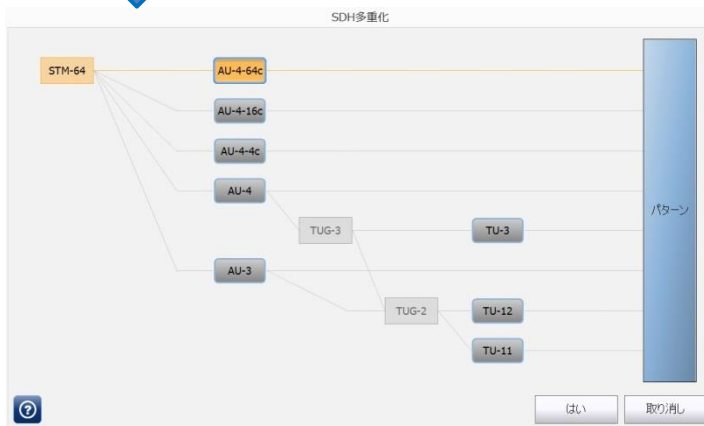 SDH多重化
STM-64
AU-4-64c
AU-4-16c
AU-4-4c
AU-4
パターン
TUG-3
TU-3
AU-3
TUG-2
TU-12
TU-11
?
はい
取り消し